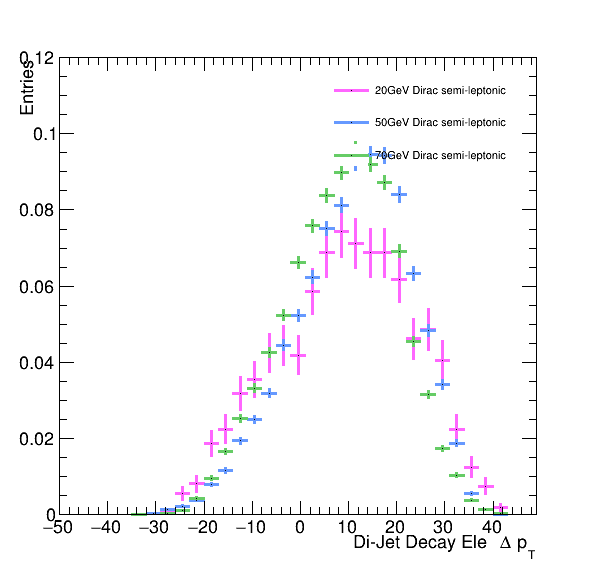 Entries
0.12
0.1
0.08
0.06
0.04
0.02
0
20GeV Dirac semi-leptonic
50GeV Dirac semi-leptonic
70GeV Dirac semi-leptonic
−50 −40 −30 −20 −10 0 10 20 30 40
Di-Jet Decay Ele Δ p_T